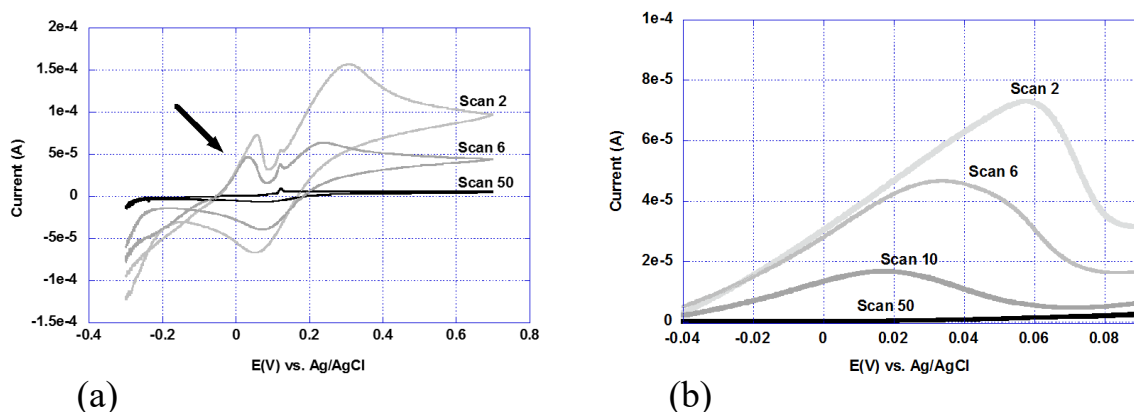 2e-4
1.5e-4
1e-4
5e-5
0
-5e-5
-1e-4
-1.5e-4
Current (A)
Scan 2
Scan 6
Scan 50
-0.4
-0.2
0
0.2
0.4
0.6
0.8
E(V) vs. Ag/AgCl
(a)
1e-4
8e-5
6e-5
4e-5
2e-5
0
Current (A)
Scan 2
Scan 6
Scan 10
Scan 50
-0.04
-0.02
0
0.02
0.04
0.06
0.08
E(V) vs. Ag/AgCl
(b)